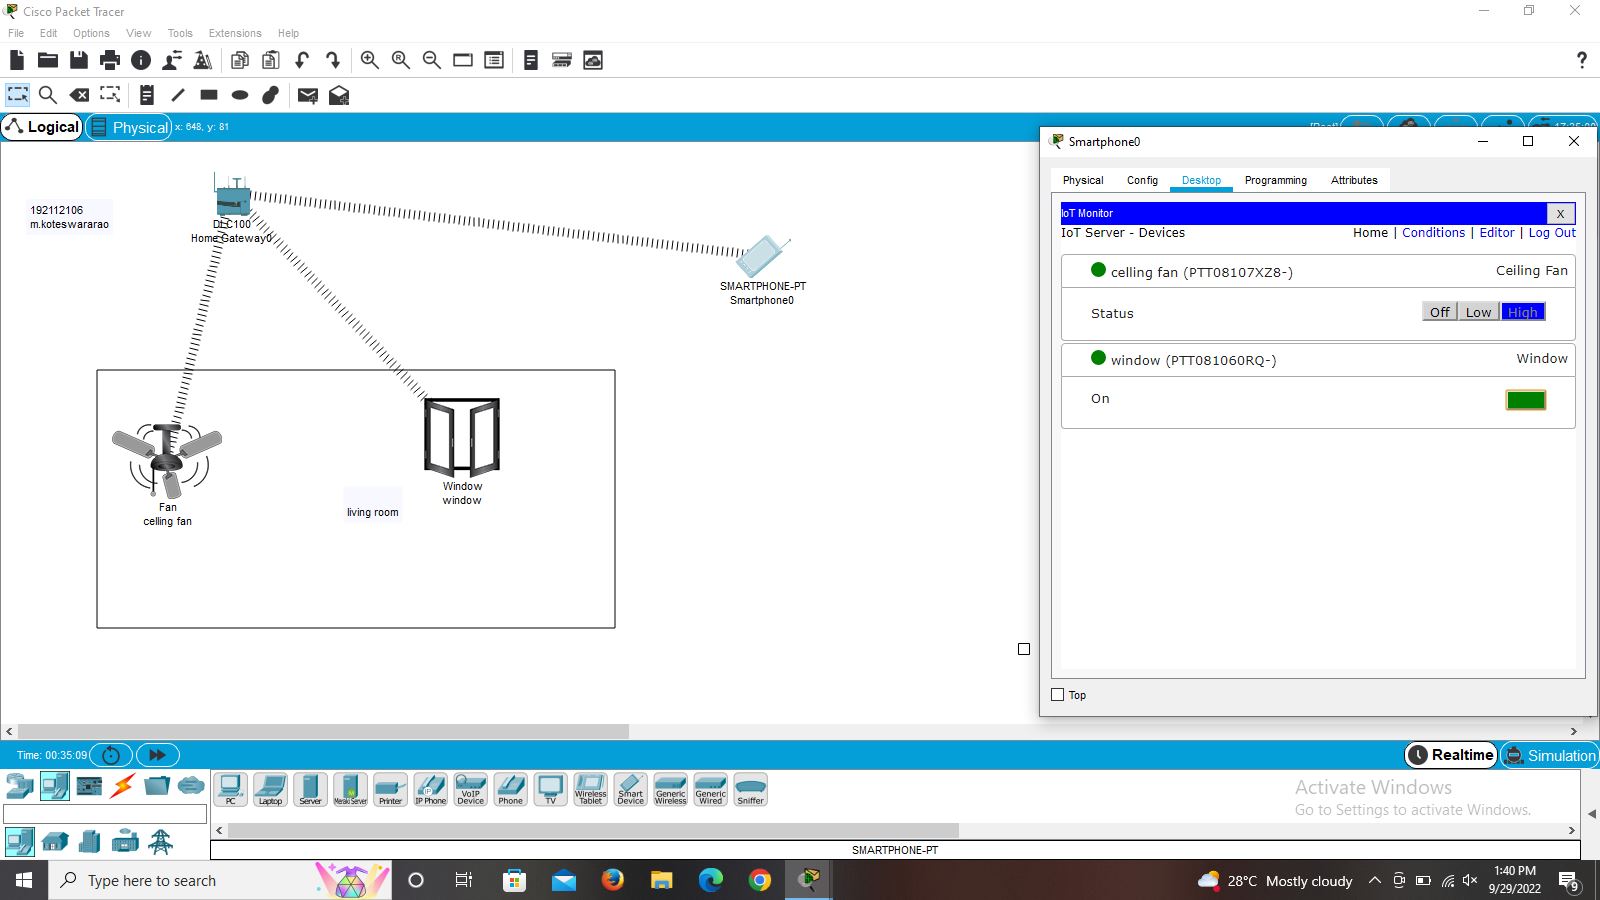 Cisco Packet Tracer
File Edit Options View Tools Extensions Help
?
Logical Physical x: 648, y: 81
192112106
m.koteswararao
DLC100
Home Gateway0
SMARTPHONE-PT
Smartphone0
Fan
celling fan
Window
window
living room
Smartphone0
Physical Config Desktop Programming Attributes
IoT Monitor X
IoT Server - Devices Home | Conditions | Editor | Log Out
celling fan (PTT08107XZ8-) Ceiling Fan
Status Off Low High
window (PTT081060RQ-) Window
On
Top
Time: 00:35:09 Realtime Simulation
PC Laptop Server Meraki Server Printer IP Phone VoIP Device Phone TV Wireless Tablet Smart Device Generic Wireless Generic Wired Sniffer
Activate Windows
Go to Settings to activate Windows.
SMARTPHONE-PT
Type here to search 28°C Mostly cloudy 1:40 PM
9/29/2022 9